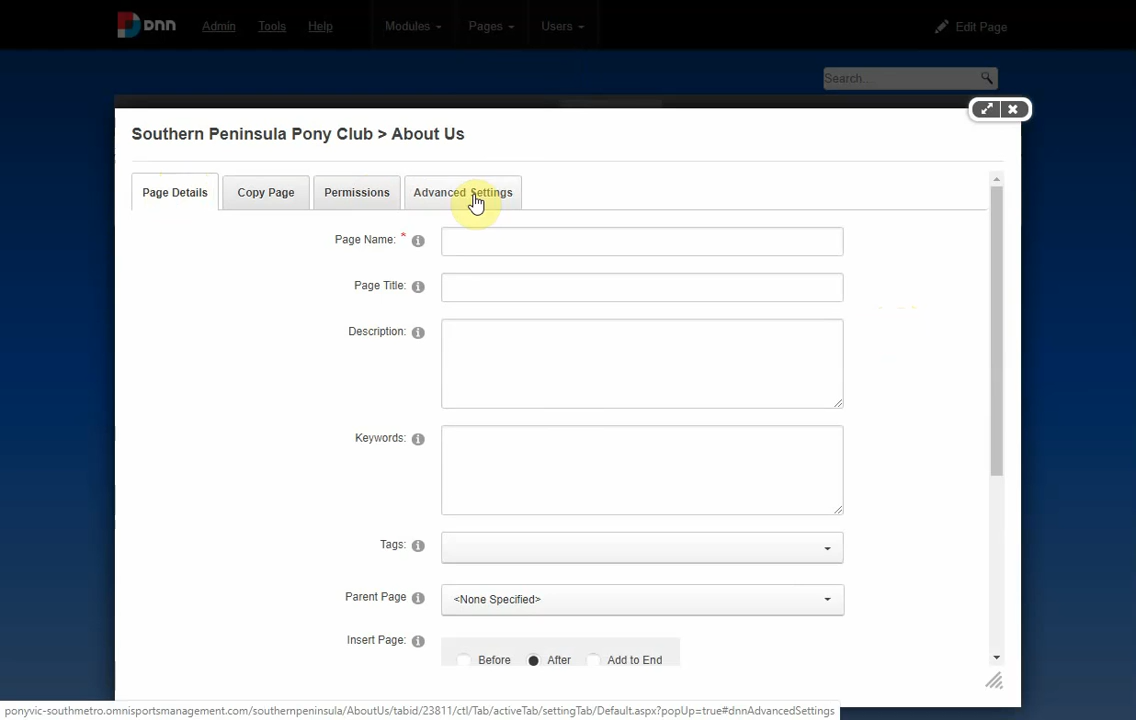 DNN Admin Tools Help Modules Pages Users Edit Page
Search...
Southern Peninsula Pony Club > About Us
Page Details Copy Page Permissions Advanced Settings
Page Name: *
Page Title:
Description:
Keywords:
Tags:
Parent Page <None Specified>
Insert Page: Before After Add to End
ponyvic-southmetro.omnisportsmanagement.com/southernpeninsula/AboutUs/tabid/23811/ctl/Tab/activeTab/settingTab/Default.aspx?popUp=true#dnnAdvancedSettings